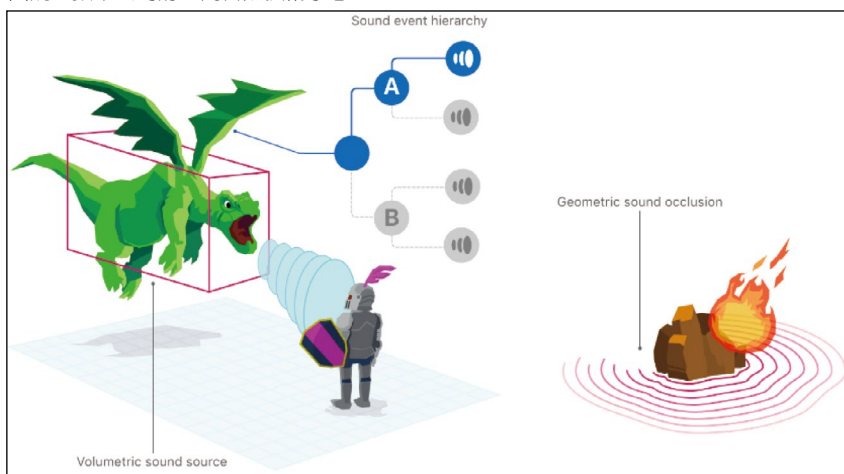 Sound event hierarchy
A
B
Geometric sound occlusion
Volumetric sound source